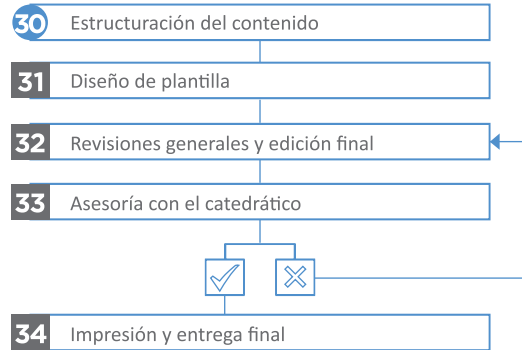 30 Estructuración del contenido
31 Diseño de plantilla
32 Revisiones generales y edición final
33 Asesoría con el catedrático
34 Impresión y entrega final